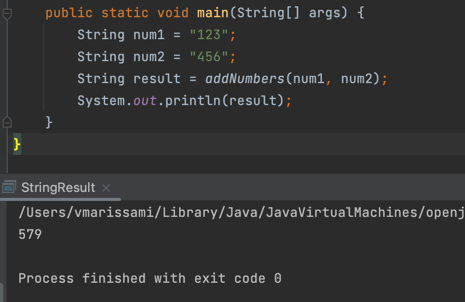 public static void main(String[] args) {
String num1 = "123";
String num2 = "456";
String result = addNumbers(num1, num2);
System.out.println(result);
}
}
StringResult ×
/Users/vmarissami/Library/Java/JavaVirtualMachines/openj
579
Process finished with exit code 0